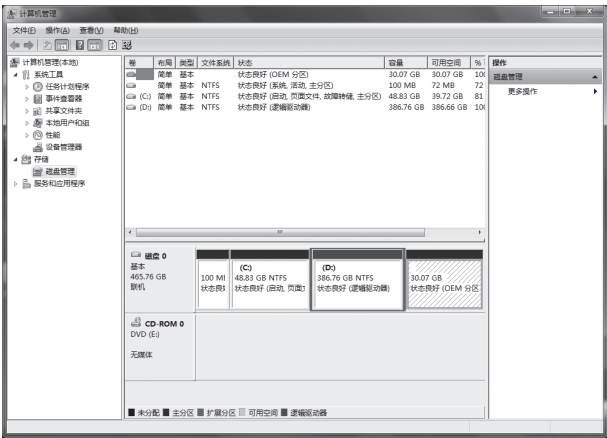 计算机管理
文件(F) 操作(A) 查看(V) 帮助(H)
计算机管理(本地)
系统工具
任务计划程序
事件查看器
共享文件夹
本地用户和组
性能
设备管理器
存储
磁盘管理
服务和应用程序
卷 布局 类型 文件系统 状态 容量 可用空间 %
简单 基本 状态良好 (OEM 分区) 30.07 GB 30.07 GB 100
简单 基本 NTFS 状态良好 (系统, 活动, 主分区) 100 MB 72 MB 72
(C:) 简单 基本 NTFS 状态良好 (启动, 页面文件, 故障转储, 主分区) 48.83 GB 39.72 GB 81
(D:) 简单 基本 NTFS 状态良好 (逻辑驱动器) 386.76 GB 386.66 GB 100
操作
磁盘管理
更多操作
磁盘 0
基本
465.76 GB
联机
100 MI
状态良
(C:)
48.83 GB NTFS
状态良好 (启动, 页面
(D:)
386.76 GB NTFS
状态良好 (逻辑驱动器)
30.07 GB
状态良好 (OEM 分区
CD-ROM 0
DVD (E:)
无媒体
未分配 主分区 扩展分区 可用空间 逻辑驱动器